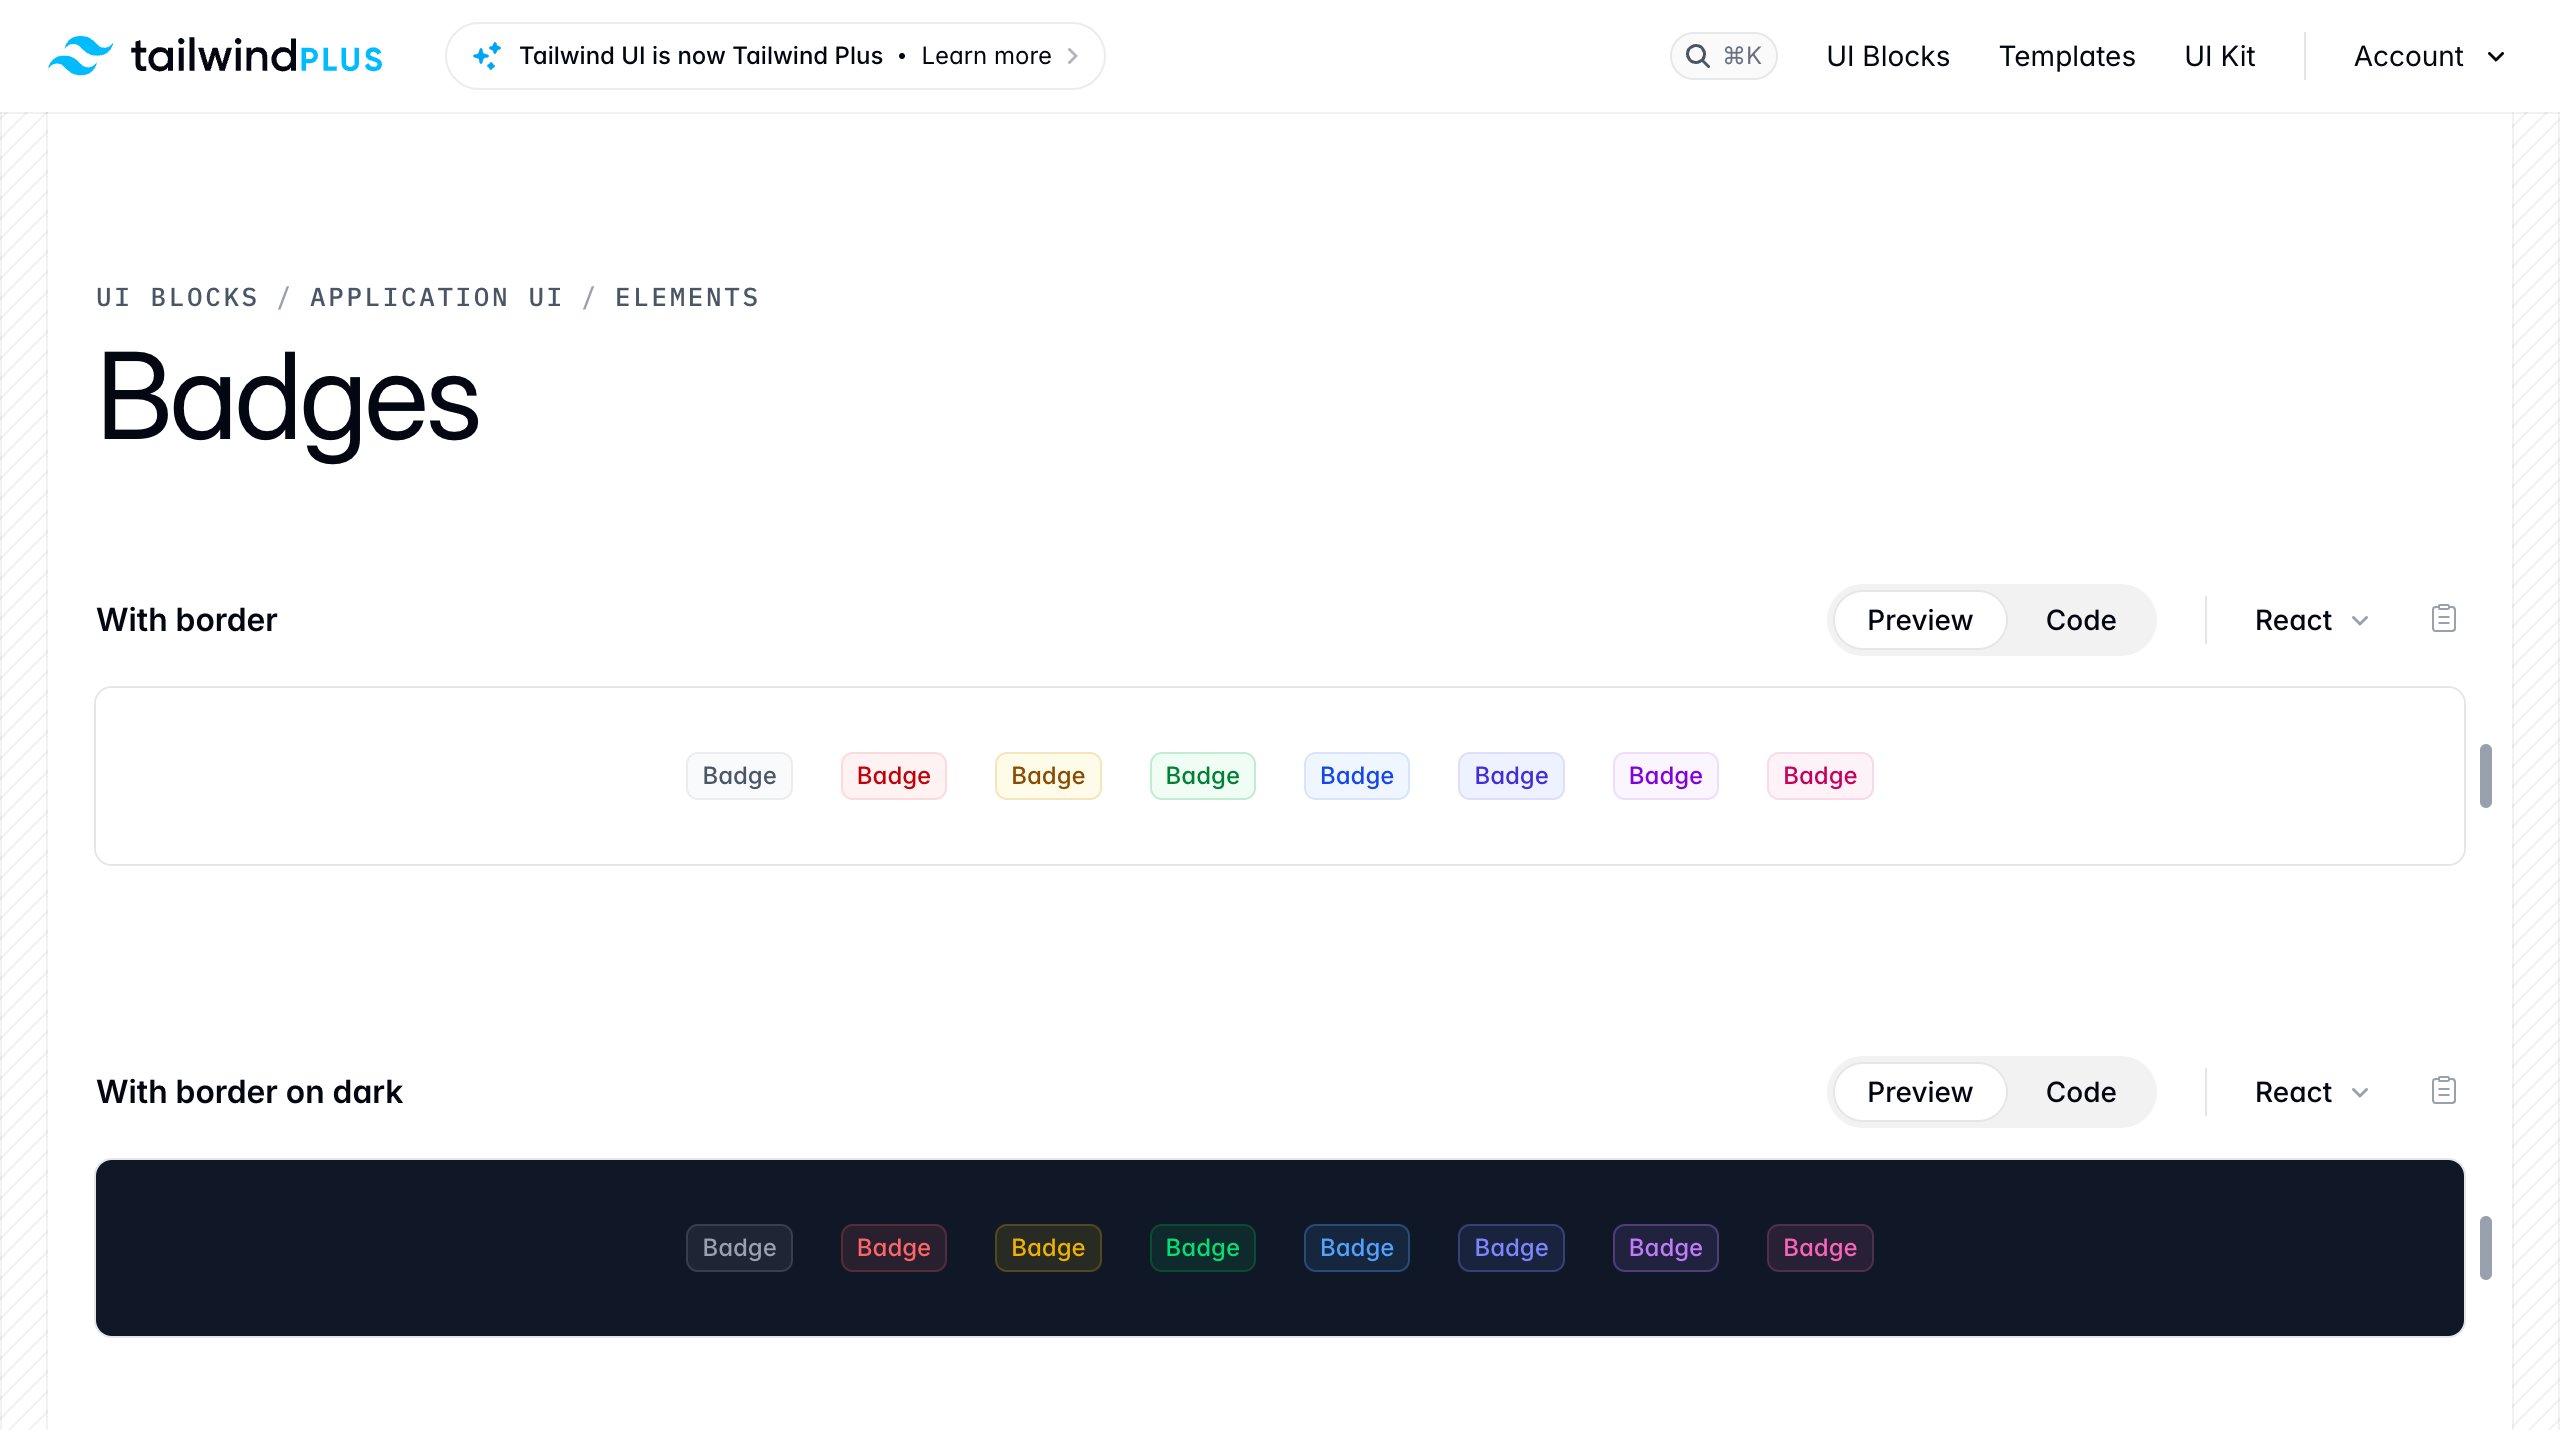 tailwindPLUS
Tailwind UI is now Tailwind Plus • Learn more
⌘K
UI Blocks
Templates
UI Kit
Account
UI BLOCKS / APPLICATION UI / ELEMENTS
Badges
With border
Preview
Code
React
Badge Badge Badge Badge Badge Badge Badge Badge
With border on dark
Preview
Code
React
Badge Badge Badge Badge Badge Badge Badge Badge